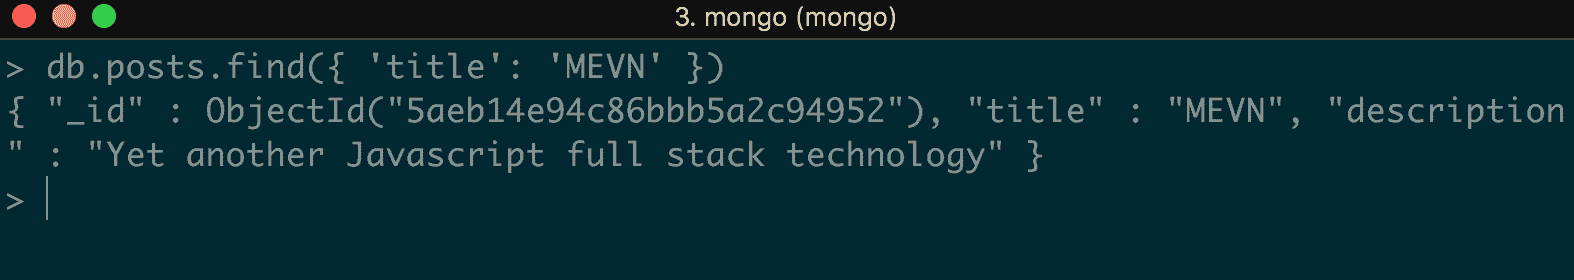 3. mongo (mongo)
> db.posts.find({ 'title': 'MEVN' })
{ "_id" : ObjectId("5aeb14e94c86bbb5a2c94952"), "title" : "MEVN", "description
" : "Yet another Javascript full stack technology" }
>